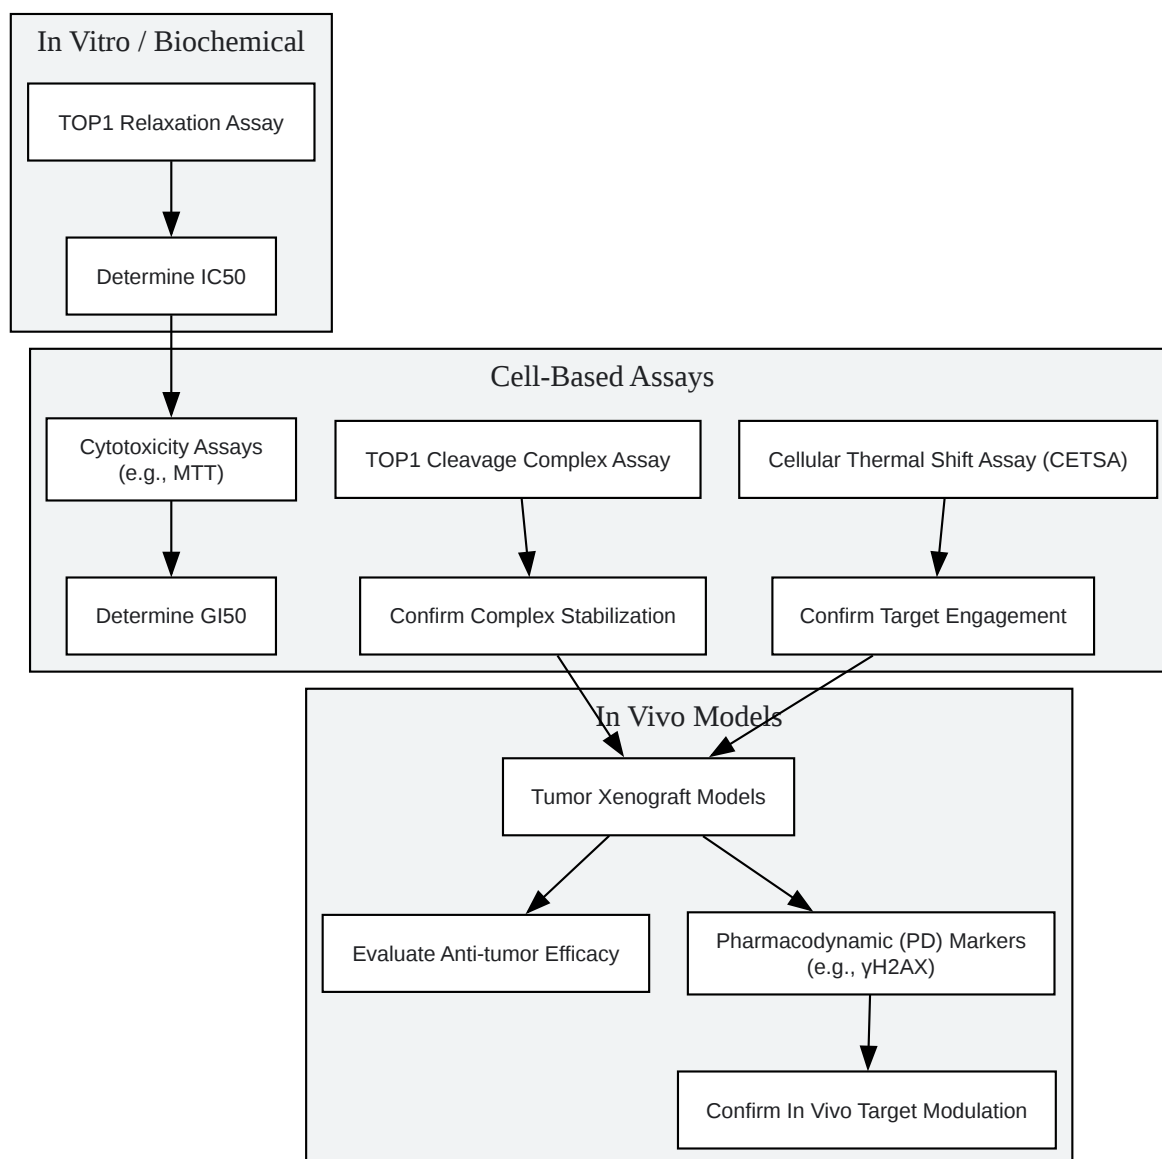 In Vitro / Biochemical
TOP1 Relaxation Assay
Determine IC50
Cell-Based Assays
Cytotoxicity Assays
(e.g., MTT)
TOP1 Cleavage Complex Assay
Cellular Thermal Shift Assay (CETSA)
Determine GI50
Confirm Complex Stabilization
Confirm Target Engagement
In Vivo Models
Tumor Xenograft Models
Evaluate Anti-tumor Efficacy
Pharmacodynamic (PD) Markers
(e.g., γH2AX)
Confirm In Vivo Target Modulation